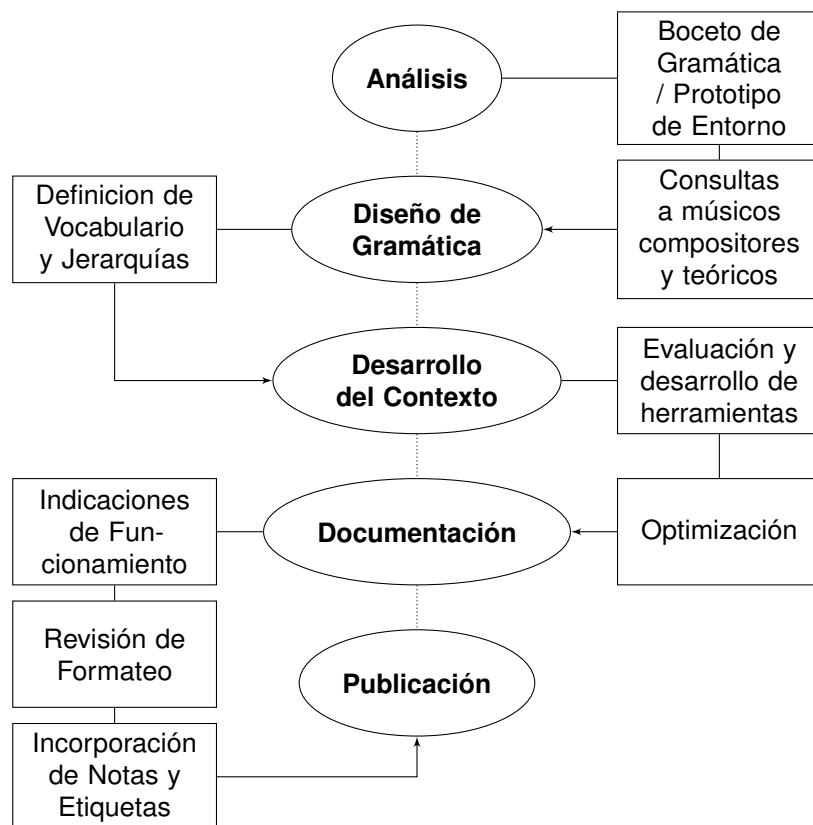 Análisis
Boceto de
Gramática
/ Prototipo
de Entorno
Definicion de
Vocabulario
y Jerarquías
Diseño de
Gramática
Consultas
a músicos
compositores
y teóricos
Desarrollo
del Contexto
Evaluación y
desarrollo de
herramientas
Indicaciones
de Fun-
cionamiento
Documentación
Optimización
Revisión de
Formateo
Publicación
Incorporación
de Notas y
Etiquetas